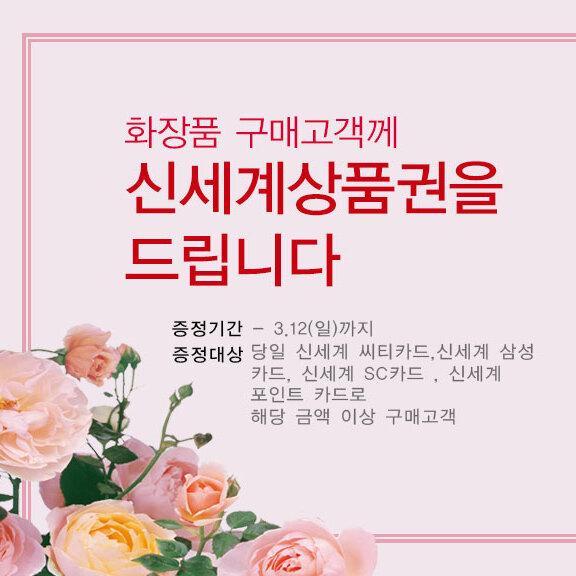 화장품 구매고객께
신세계상품권을
드립니다
증정기간 - 3.12(일)까지
증정대상 당일 신세계 씨티카드,신세계 삼성
카드, 신세계 SC카드 , 신세계
포인트 카드로
해당 금액 이상 구매고객